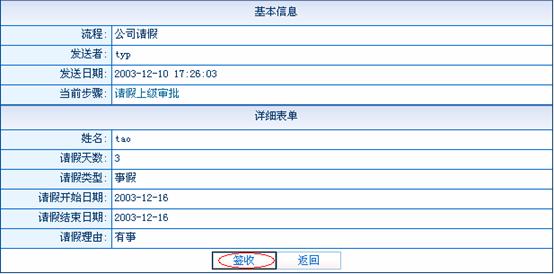 基本信息
流程: 公司请假
发送者: typ
发送日期: 2003-12-10 17:26:03
当前步骤: 请假上级审批
详细表单
姓名: tao
请假天数: 3
请假类型: 事假
请假开始日期: 2003-12-16
请假结束日期: 2003-12-16
请假理由: 有事
签收 返回